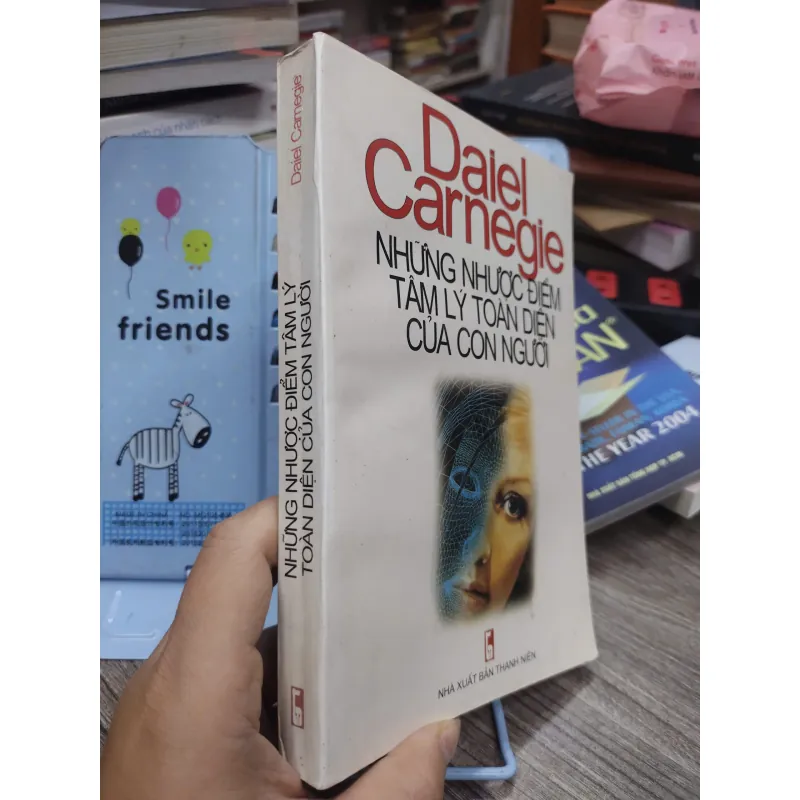 Daiel
Carnegie
NHỮNG NHƯỢC ĐIỂM
TÂM LÝ TOÀN DIỆN
CỦA CON NGƯỜI
NHÀ XUẤT BẢN THANH NIÊN
Daiel Carnegie
NHỮNG NHƯỢC ĐIỂM TÂM LÝ
TOÀN DIỆN CỦA CON NGƯỜI
Smile
friends
THE YEAR 2004